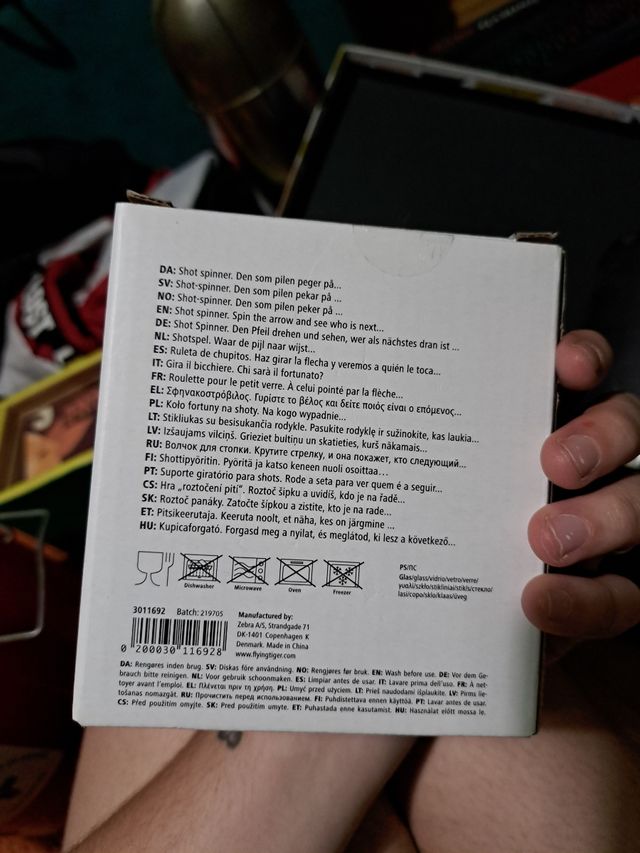 DA: Shot spinner. Den som pilen peger på...
SV: Shot-spinner. Den som pilen pekar på ...
NO: Shot-spinner. Den som pilen peker på ...
EN: Shot spinner. Spin the arrow and see who is next...
DE: Shot Spinner. Den Pfeil drehen und sehen, wer als nächstes dran ist ...
NL: Shotspel. Waar de pijl naar wijst...
ES: Ruleta de chupitos. Haz girar la flecha y veremos a quién le toca...
IT: Gira il bicchiere. Chi sarà il fortunato?
FR: Roulette pour le petit verre. À celui pointé par la flèche...
EL: Σφηνακοστρόβιλος. Γυρίστε το βέλος και δείτε ποιός είναι ο επόμενος...
PL: Koło fortuny na shoty. Na kogo wypadnie...
LT: Stikliukas su besisukančia rodykle. Pasukite rodyklę ir sužinokite, kas laukia...
LV: Izšaujams vilciņš. Grieziet bultiņu un skatieties, kurš nākamais...
RU: Волчок для стопки. Крутите стрелку, и она покажет, кто следующий...
FI: Shottipyöritin. Pyöritä ja katso keneen nuoli osoittaa...
PT: Suporte giratório para shots. Rode a seta para ver quem é a seguir...
CS: Hra „roztočení pití". Roztoč šipku a uvidíš, kdo je na řadě...
SK: Roztoč panáky. Zatočte šípkou a zistite, kto je na rade...
ET: Pitsikeerutaja. Keeruta noolt, et näha, kes on järgmine ...
HU: Kupicaforgató. Forgasd meg a nyilat, és meglátod, ki lesz a következő...
Dishwasher Microwave Oven Freezer
PS/ПС
Glas/glass/vidrio/vetro/verre/
γυαλί/szkło/stikliniai/stikls/стекло/
lasi/copo/sklo/klaas/üveg
3011692 Batch: 219705
0 200030 116928
Manufactured by:
Zebra A/S, Strandgade 71
DK-1401 Copenhagen K
Denmark. Made in China
www.flyingtiger.com
DA: Rengøres inden brug. SV: Diskas före användning. NO: Rengjøres før bruk. EN: Wash before use. DE: Vor dem Ge-
brauch bitte reinigen. NL: Voor gebruik schoonmaken. ES: Limpiar antes de usar. IT: Lavare prima dell'uso. FR: À net-
toyer avant l'emploi. EL: Πλένεται πριν τη χρήση. PL: Umyć przed użyciem. LT: Prieš naudodami išplaukite. LV: Pirms lie-
tošanas nomazgāt. RU: Прочистить перед использованием. FI: Puhdistettava ennen käyttöä. PT: Lavar antes de usar.
CS: Před použitím omyjte. SK: Pred použitím umyte. ET: Puhastada enne kasutamist. HU: Használat előtt mossa le.